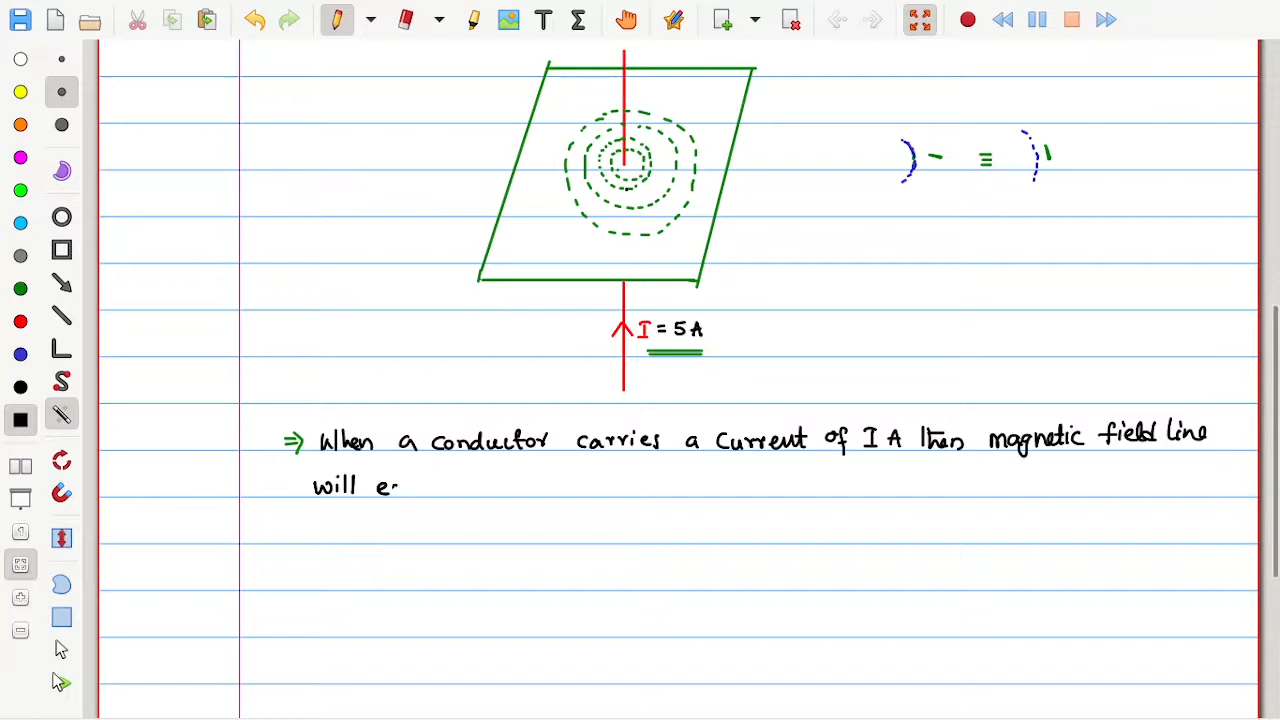 I = 5 A
⇒ When a conductor carries a current of I A then magnetic field line
will e